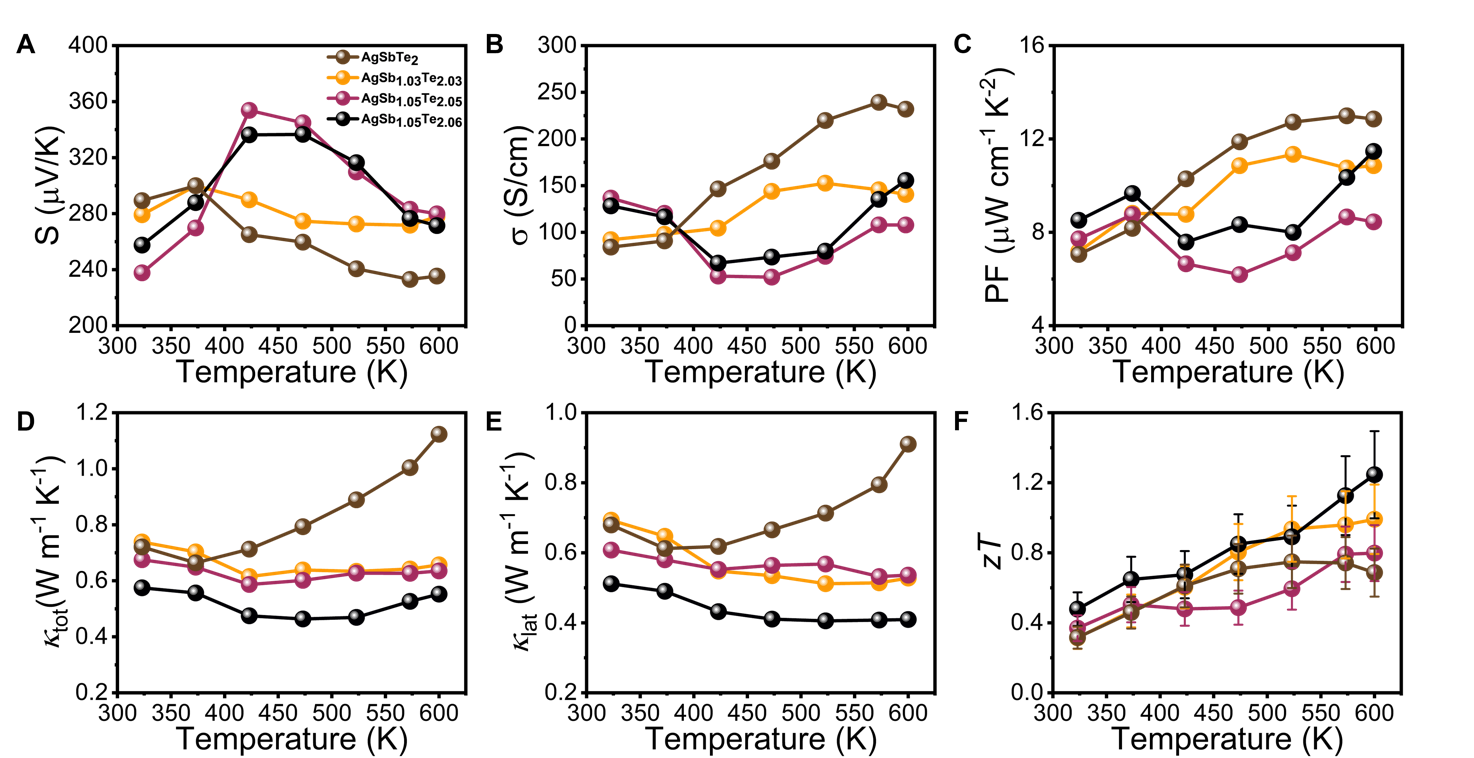 A
400
360
320
280
240
200
S (μV/K)
AgSbTe2
AgSb1.03Te2.03
AgSb1.05Te2.05
AgSb1.05Te2.06
300 350 400 450 500 550 600
Temperature (K)
B
300
250
200
150
100
50
0
σ (S/cm)
300 350 400 450 500 550 600
Temperature (K)
C
16
12
8
4
PF (μW cm-1 K-2)
300 350 400 450 500 550 600
Temperature (K)
D
1.2
1.0
0.8
0.6
0.4
0.2
κtot(W m-1 K-1)
300 350 400 450 500 550 600
Temperature (K)
E
1.0
0.8
0.6
0.4
0.2
κlat (W m-1 K-1)
300 350 400 450 500 550 600
Temperature (K)
F
1.6
1.2
0.8
0.4
0.0
zT
300 350 400 450 500 550 600
Temperature (K)